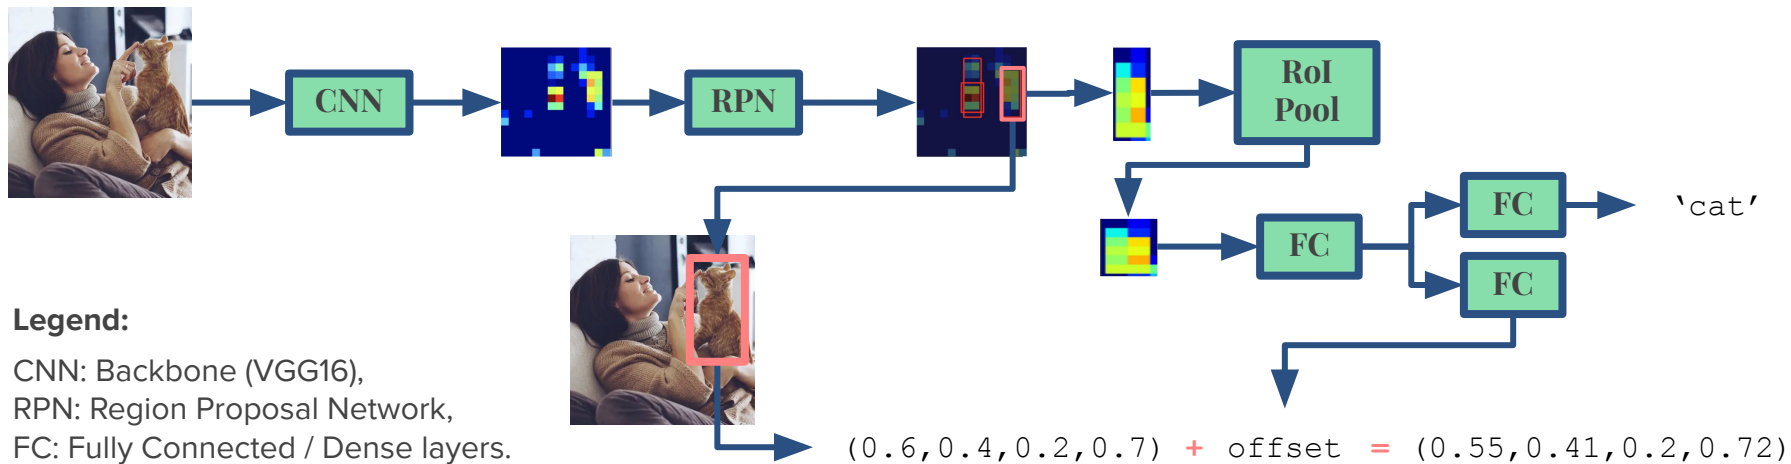 CNN
RPN
RoI
Pool
FC
FC
‘cat’
FC
Legend:
CNN: Backbone (VGG16),
RPN: Region Proposal Network,
FC: Fully Connected / Dense layers.
(0.6,0.4,0.2,0.7) + offset = (0.55,0.41,0.2,0.72)